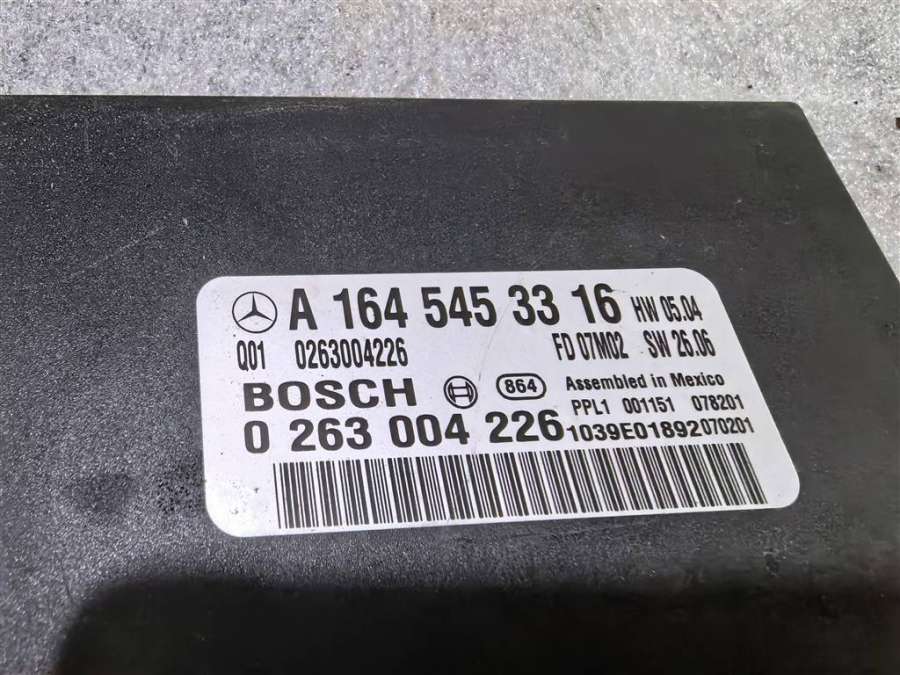 A 164 545 33 16 HW 05.04
Q01 0263004226 FD 07M02 SW 26.06
BOSCH 864 Assembled in Mexico
PPL1 001151 078201
0 263 004 226 1039E01892070201